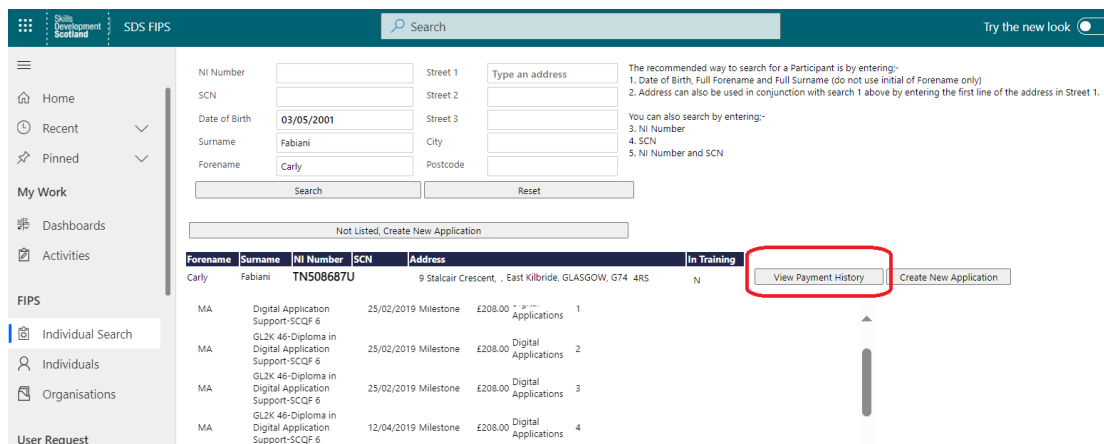 Skills
Development
Scotland
SDS FIPS
Search
Try the new look
Home
Recent
Pinned
My Work
Dashboards
Activities
FIPS
Individual Search
Individuals
Organisations
User Request
NI Number
Street 1 Type an address
SCN
Street 2
Date of Birth 03/05/2001
Street 3
Surname Fabiani
City
Forename Carly
Postcode
Search Reset
The recommended way to search for a Participant is by entering;-
1. Date of Birth, Full Forename and Full Surname (do not use initial of Forename only)
2. Address can also be used in conjunction with search 1 above by entering the first line of the address in Street 1.
You can also search by entering;-
3. NI Number
4. SCN
5. NI Number and SCN
Not Listed, Create New Application
Forename Surname NI Number SCN Address In Training
Carly Fabiani TN508687U 9 Stalcair Crescent, , East Kilbride, GLASGOW, G74 4RS N View Payment History Create New Application
MA Digital Application Support-SCQF 6 25/02/2019 Milestone £208.00 Applications 1
MA GL2K 46-Diploma in Digital Application Support-SCQF 6 25/02/2019 Milestone £208.00 Digital Applications 2
MA GL2K 46-Diploma in Digital Application Support-SCQF 6 25/02/2019 Milestone £208.00 Digital Applications 3
MA GL2K 46-Diploma in Digital Application Support-SCQF 6 12/04/2019 Milestone £208.00 Digital Applications 4